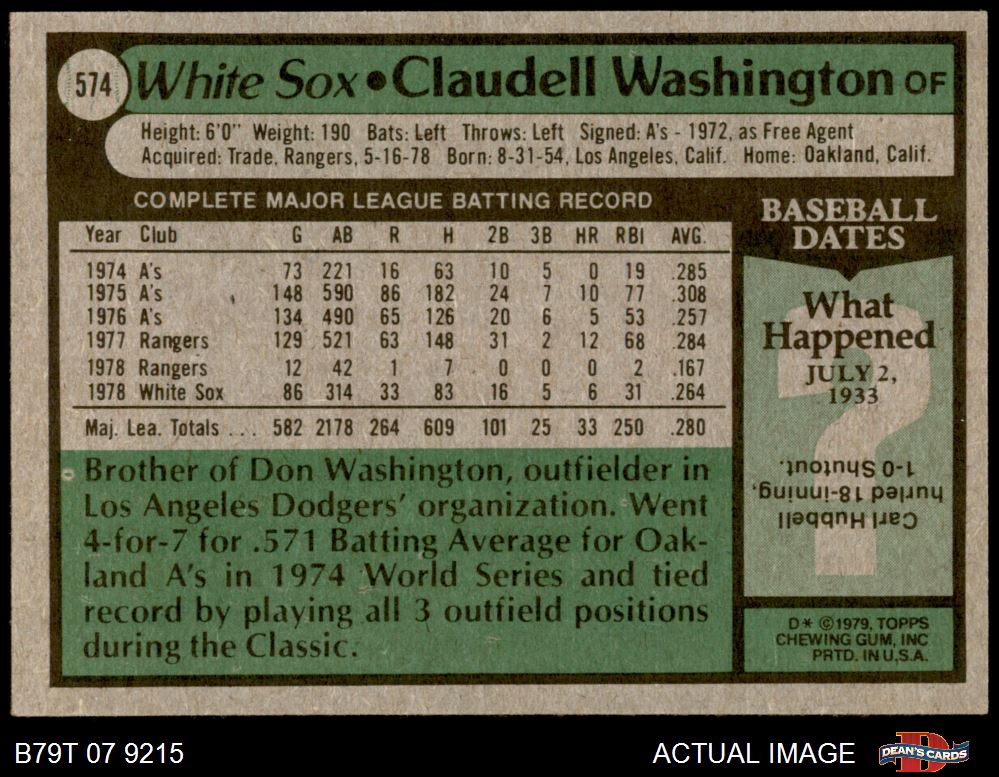 574 White Sox • Claudell Washington OF
Height: 6'0" Weight: 190 Bats: Left Throws: Left Signed: A's - 1972, as Free Agent
Acquired: Trade, Rangers, 5-16-78 Born: 8-31-54, Los Angeles, Calif. Home: Oakland, Calif.
COMPLETE MAJOR LEAGUE BATTING RECORD
Year Club G AB R H 2B 3B HR RBI AVG.
1974 A's 73 221 16 63 10 5 0 19 .285
1975 A's 148 590 86 182 24 7 10 77 .308
1976 A's 134 490 65 126 20 6 5 53 .257
1977 Rangers 129 521 63 148 31 2 12 68 .284
1978 Rangers 12 42 1 7 0 0 0 2 .167
1978 White Sox 86 314 33 83 16 5 6 31 .264
Maj. Lea. Totals . . . 582 2178 264 609 101 25 33 250 .280
Brother of Don Washington, outfielder in
Los Angeles Dodgers' organization. Went
4-for-7 for .571 Batting Average for Oak-
land A's in 1974 World Series and tied
record by playing all 3 outfield positions
during the Classic.
BASEBALL
DATES
What
Happened
JULY 2,
1933
Carl Hubbell
hurled 18-inning,
1-0 Shutout.
D* ©1979, TOPPS
CHEWING GUM, INC
PRTD. IN U.S.A.
B79T 07 9215
ACTUAL IMAGE
DEAN'S CARDS